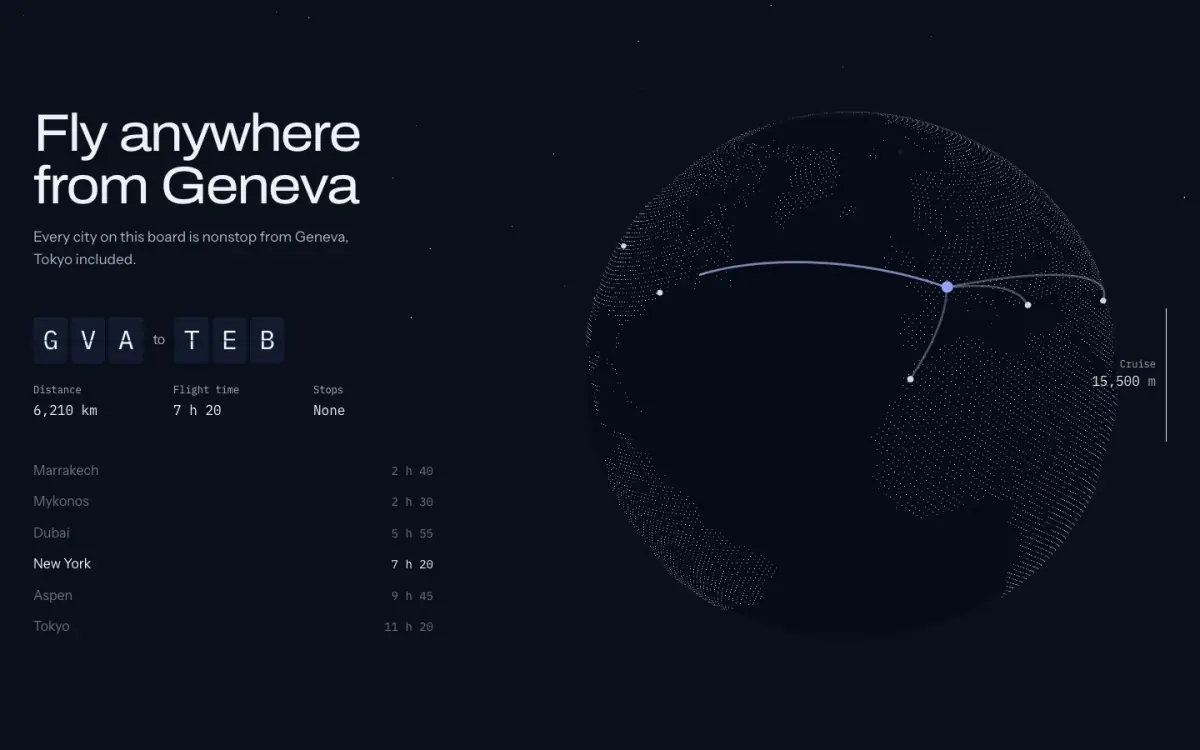 Fly anywhere
from Geneva
Every city on this board is nonstop from Geneva,
Tokyo included.
GVA to TEB
Distance Flight time Stops
6,210 km 7 h 20 None
Marrakech 2 h 40
Mykonos 2 h 30
Dubai 5 h 55
New York 7 h 20
Aspen 9 h 45
Tokyo 11 h 20
Cruise
15,500 m